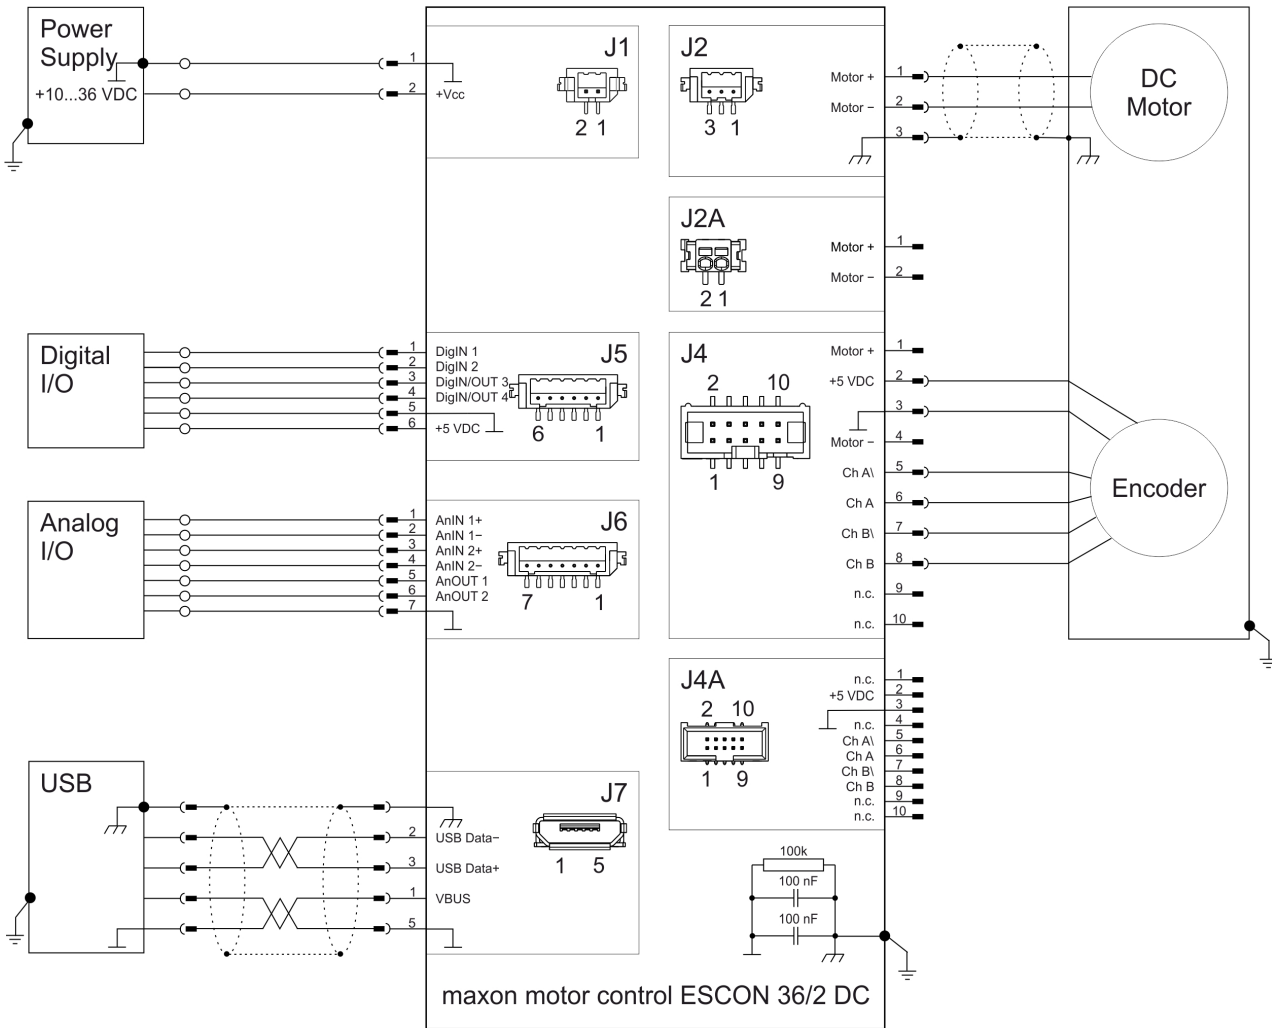 Power
Supply
+10...36 VDC
1
2
+Vcc
J1
2 1
J2
3 1
Motor +
1
Motor −
2
3
DC
Motor
J2A
2 1
Motor +
1
Motor −
2
Digital
I/O
1
DigIN 1
2
DigIN 2
3
DigIN/OUT 3
4
DigIN/OUT 4
5
6
+5 VDC
J5
6 1
J4
2 10
1 9
Motor +
1
+5 VDC
2
3
Motor −
4
Ch A\
5
Ch A
6
Ch B\
7
Ch B
8
n.c.
9
n.c.
10
Encoder
Analog
I/O
1
AnIN 1+
2
AnIN 1−
3
AnIN 2+
4
AnIN 2−
5
AnOUT 1
6
AnOUT 2
7
J6
7 1
J4A
2 10
1 9
n.c.
1
+5 VDC
2
3
n.c.
4
Ch A\
5
Ch A
6
Ch B\
7
Ch B
8
n.c.
9
n.c.
10
USB
2
USB Data−
3
USB Data+
1
VBUS
5
J7
1 5
100k
100 nF
100 nF
maxon motor control ESCON 36/2 DC